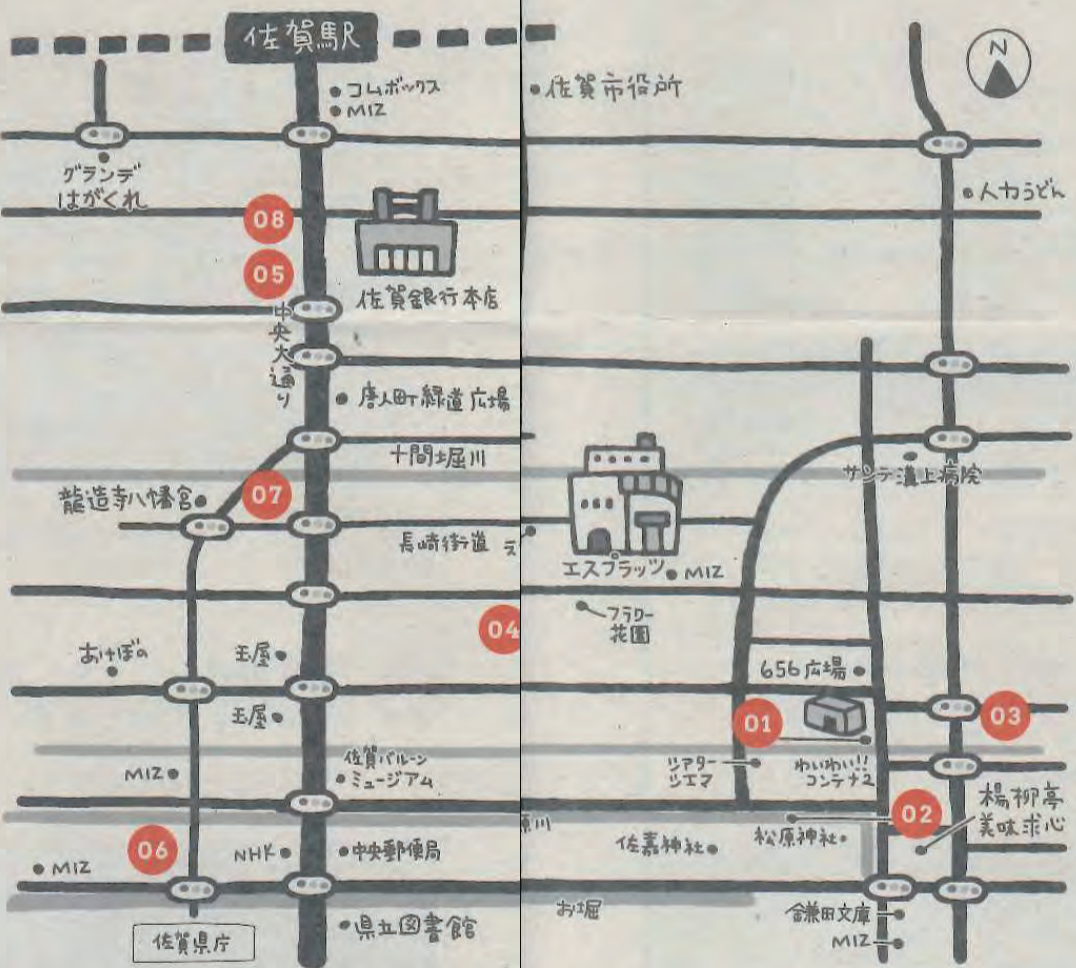 佐賀駅
N
コムボックス
MIZ
佐賀市役所
グランデ
はがくれ
人力うどん
08
05
佐賀銀行本店
中央大通り
唐人町緑道広場
十間堀川
サンテ溝上病院
龍造寺八幡宮
07
長崎街道
エスプラッツ
MIZ
フラワー
花園
04
あけぼの
玉屋
656広場
玉屋
01
03
MIZ
佐賀バルーン
ミュージアム
シアター
シエマ
わいわい!!
コンテナ2
02
楊柳亭
美味求心
川
佐嘉神社
松原神社
06
NHK
中央郵便局
MIZ
お堀
鍋田文庫
MIZ
佐賀県庁
県立図書館